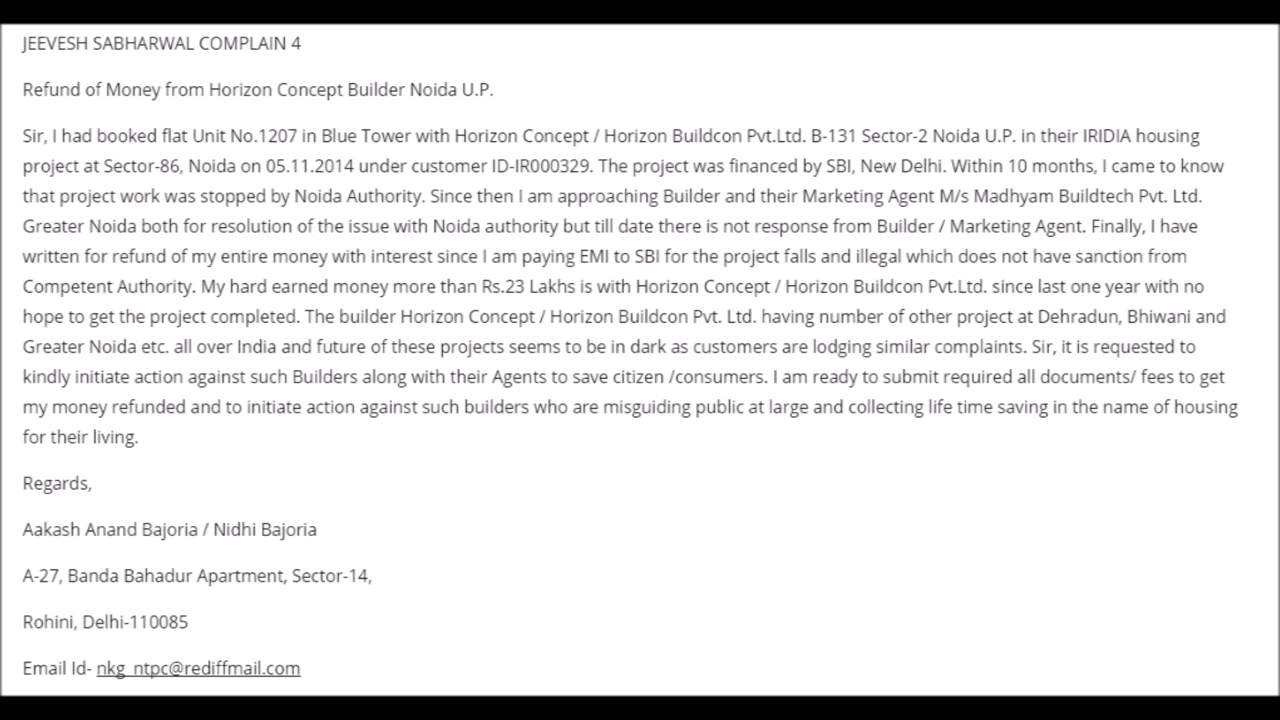 JEEVESH SABHARWAL COMPLAIN 4
Refund of Money from Horizon Concept Builder Noida U.P.
Sir, I had booked flat Unit No.1207 in Blue Tower with Horizon Concept / Horizon Buildcon Pvt.Ltd. B-131 Sector-2 Noida U.P. in their IRIDIA housing
project at Sector-86, Noida on 05.11.2014 under customer ID-IR000329. The project was financed by SBI, New Delhi. Within 10 months, I came to know
that project work was stopped by Noida Authority. Since then I am approaching Builder and their Marketing Agent M/s Madhyam Buildtech Pvt. Ltd.
Greater Noida both for resolution of the issue with Noida authority but till date there is not response from Builder / Marketing Agent. Finally, I have
written for refund of my entire money with interest since I am paying EMI to SBI for the project falls and illegal which does not have sanction from
Competent Authority. My hard earned money more than Rs.23 Lakhs is with Horizon Concept / Horizon Buildcon Pvt.Ltd. since last one year with no
hope to get the project completed. The builder Horizon Concept / Horizon Buildcon Pvt. Ltd. having number of other project at Dehradun, Bhiwani and
Greater Noida etc. all over India and future of these projects seems to be in dark as customers are lodging similar complaints. Sir, it is requested to
kindly initiate action against such Builders along with their Agents to save citizen /consumers. I am ready to submit required all documents/ fees to get
my money refunded and to initiate action against such builders who are misguiding public at large and collecting life time saving in the name of housing
for their living.
Regards,
Aakash Anand Bajoria / Nidhi Bajoria
A-27, Banda Bahadur Apartment, Sector-14,
Rohini, Delhi-110085
Email Id- nkg_ntpc@rediffmail.com